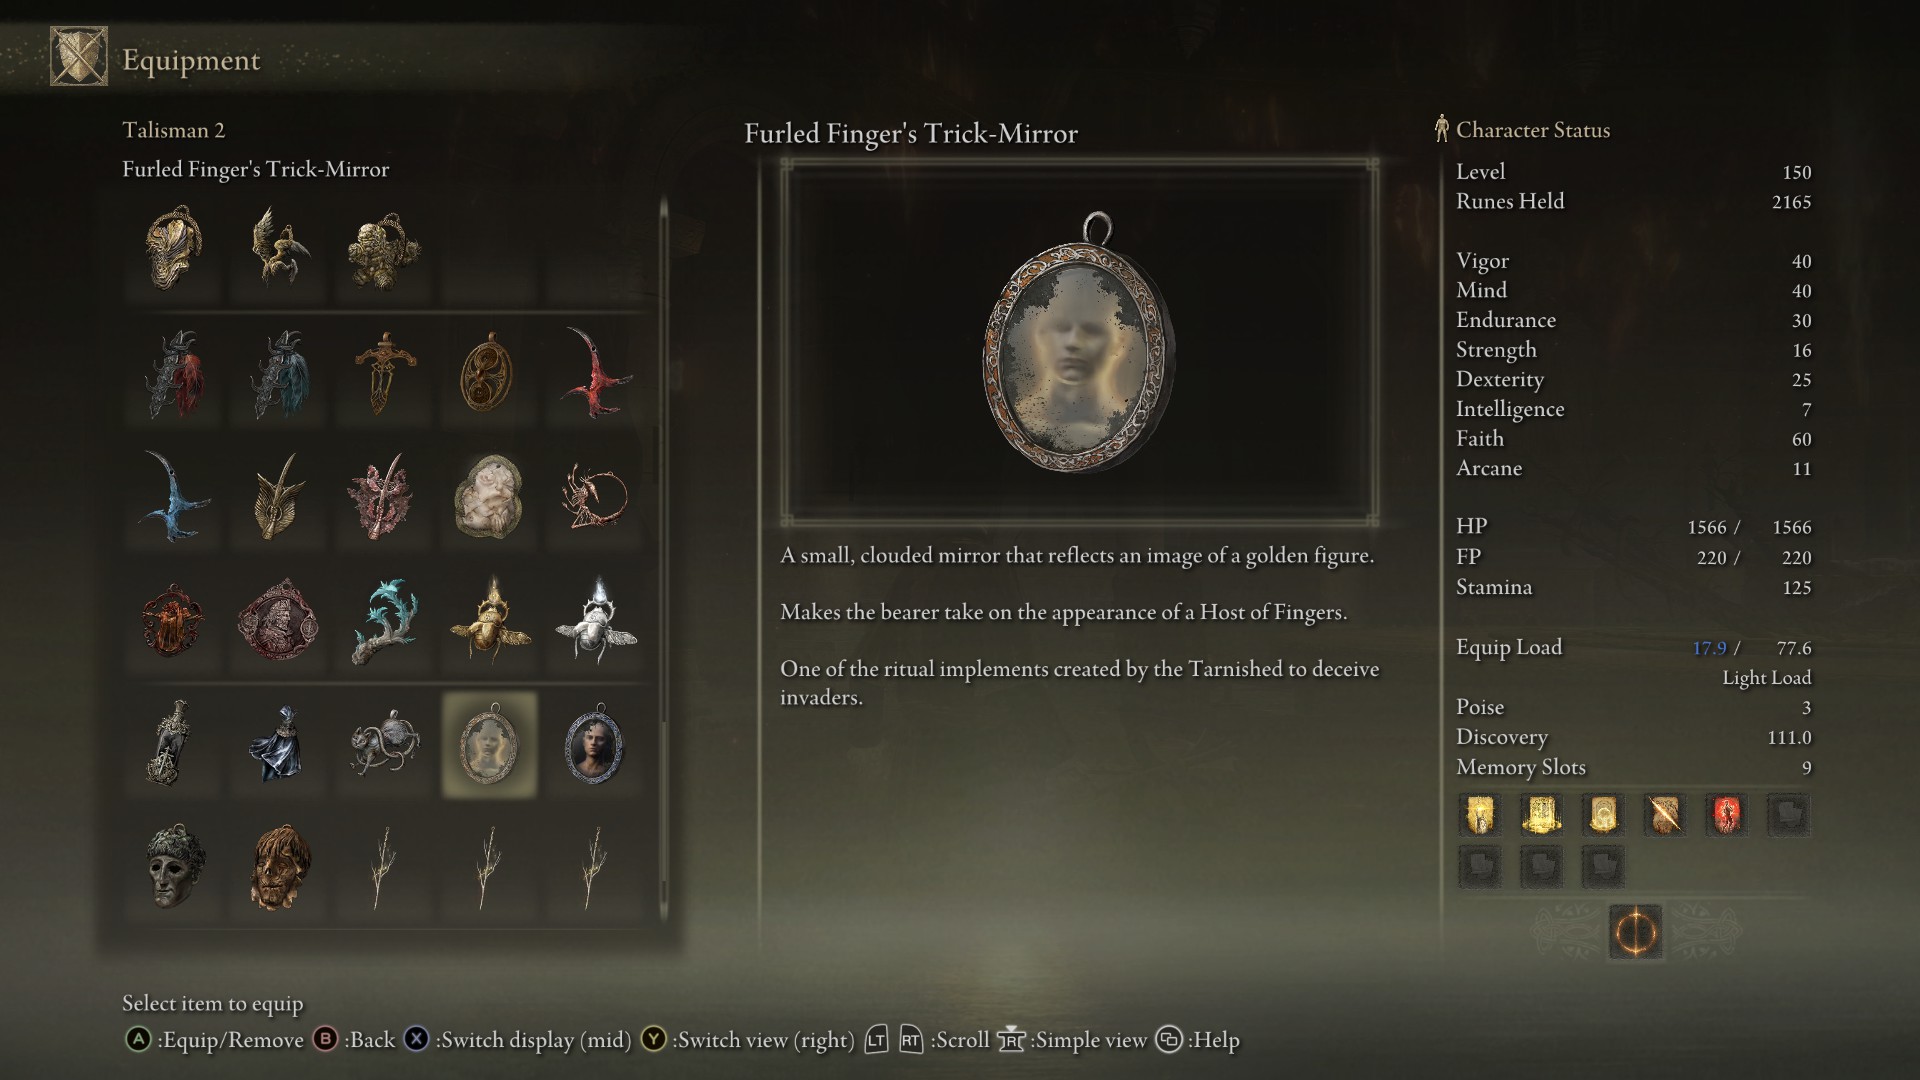 Equipment
Talisman 2
Furled Finger's Trick-Mirror
Furled Finger's Trick-Mirror
A small, clouded mirror that reflects an image of a golden figure.
Makes the bearer take on the appearance of a Host of Fingers.
One of the ritual implements created by the Tarnished to deceive
invaders.
Character Status
Level 150
Runes Held 2165
Vigor 40
Mind 40
Endurance 30
Strength 16
Dexterity 25
Intelligence 7
Faith 60
Arcane 11
HP 1566 / 1566
FP 220 / 220
Stamina 125
Equip Load 17.9 / 77.6
Light Load
Poise 3
Discovery 111.0
Memory Slots 9
Select item to equip
A :Equip/Remove B :Back X :Switch display (mid) Y :Switch view (right) LT RT :Scroll R :Simple view :Help